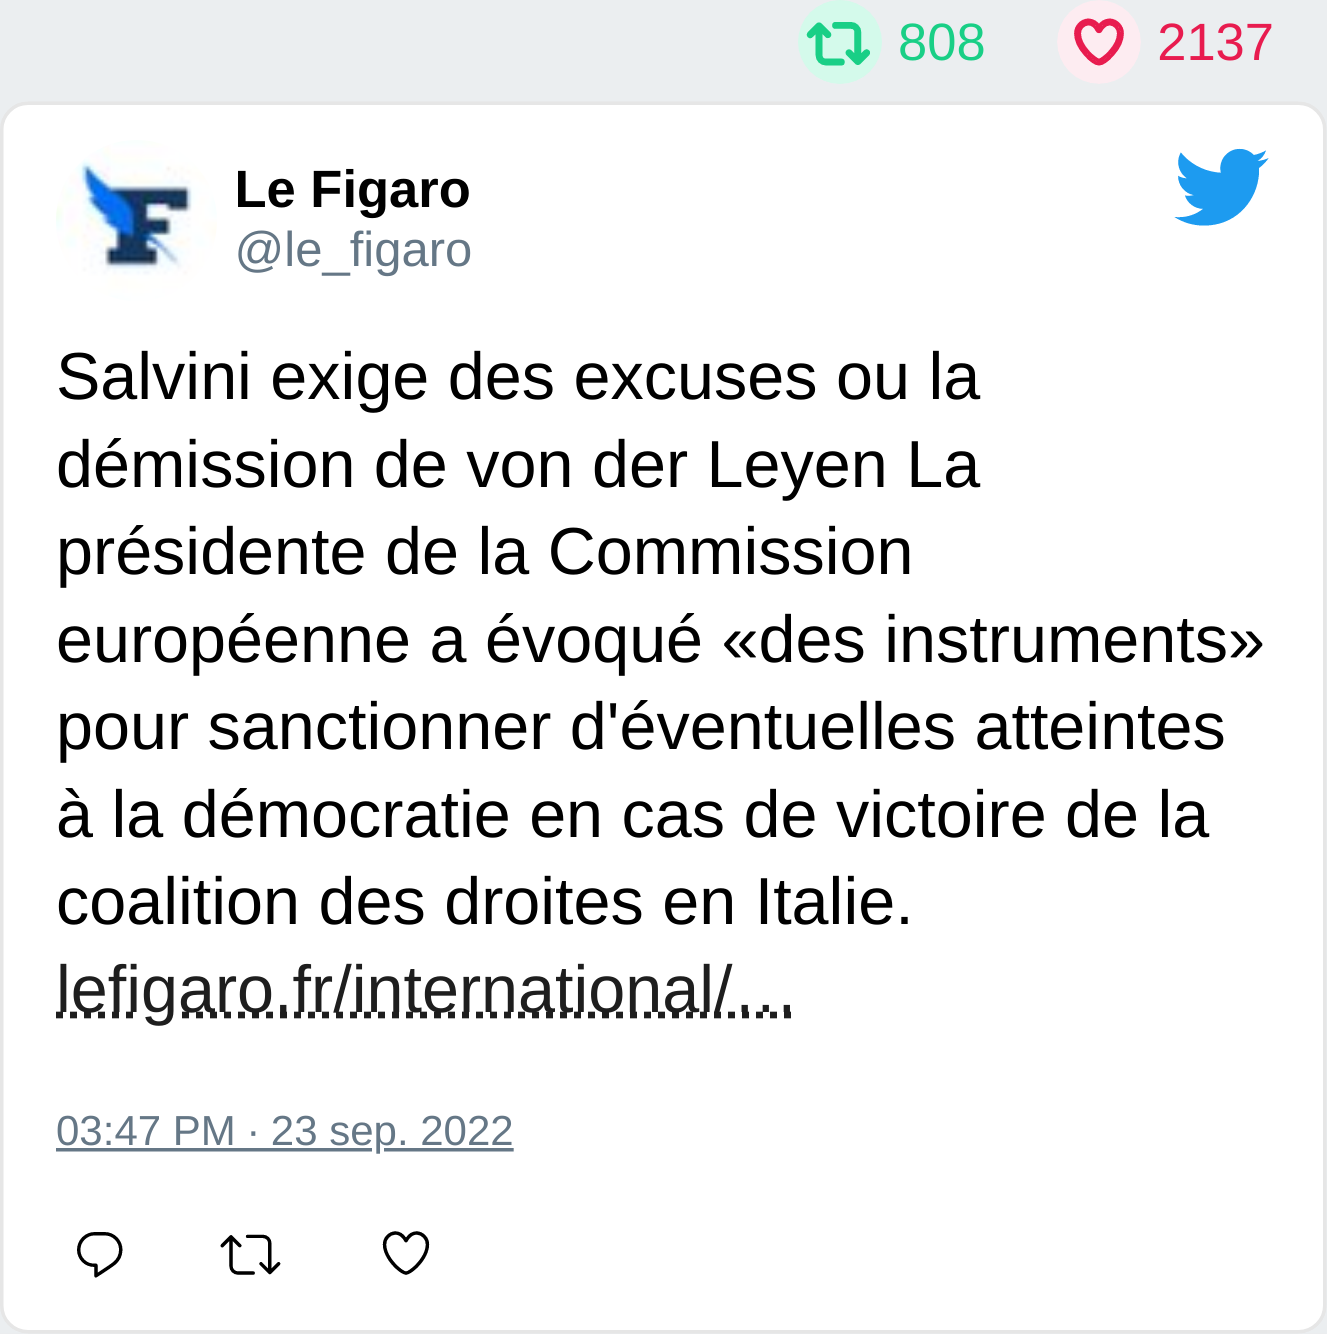 808 2137
Le Figaro
@le_figaro
Salvini exige des excuses ou la
démission de von der Leyen La
présidente de la Commission
européenne a évoqué «des instruments»
pour sanctionner d'éventuelles atteintes
à la démocratie en cas de victoire de la
coalition des droites en Italie.
lefigaro.fr/international/…
03:47 PM · 23 sep. 2022